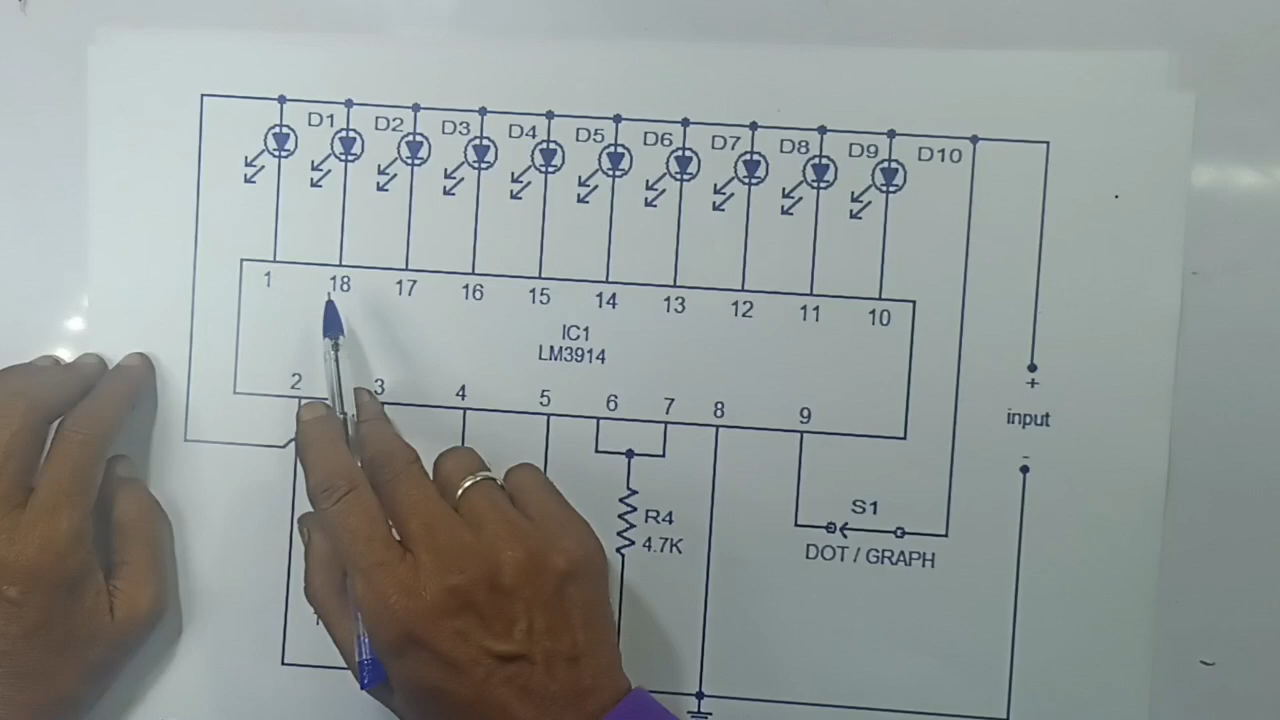 D1 D2 D3 D4 D5 D6 D7 D8 D9 D10
1 18 17 16 15 14 13 12 11 10
IC1
LM3914
2 3 4 5 6 7 8 9
+
input
-
S1
DOT / GRAPH
R4
4.7K